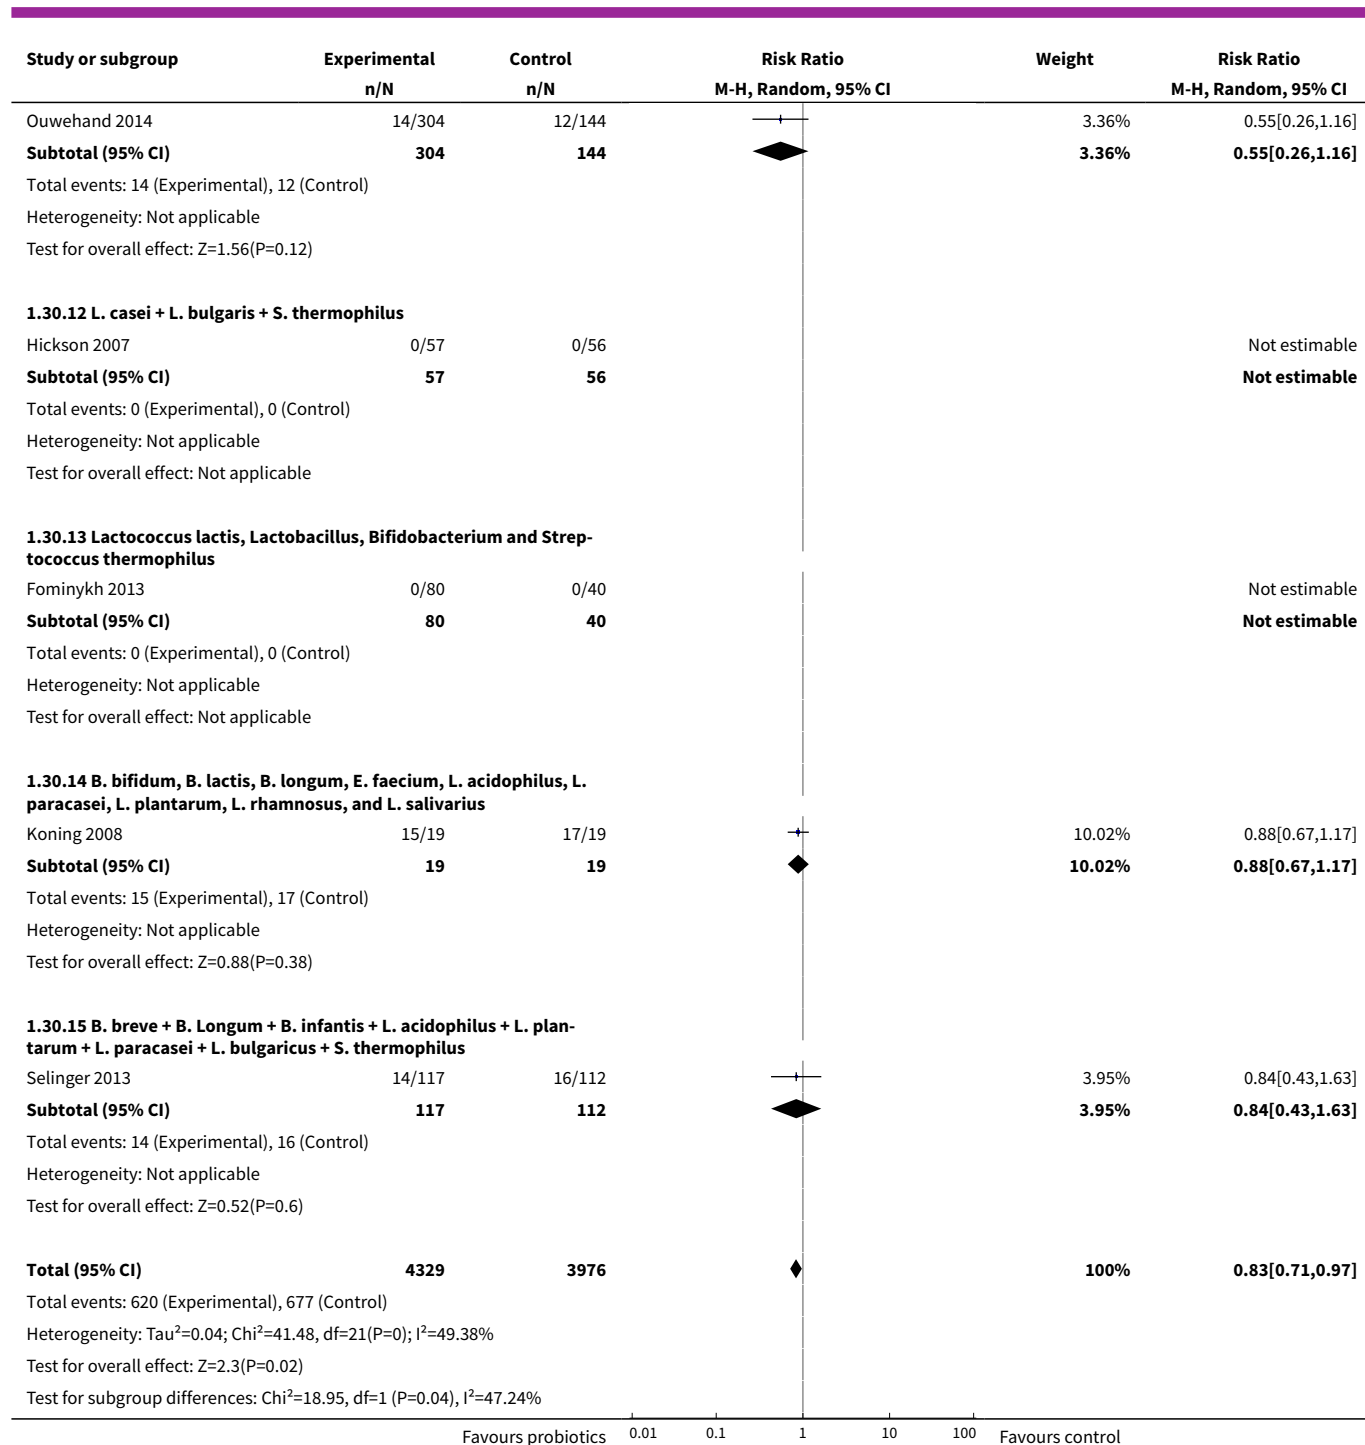 Study or subgroup Experimental Control Risk Ratio Weight Risk Ratio
n/N n/N M-H, Random, 95% CI M-H, Random, 95% CI
Ouwehand 2014 14/304 12/144 3.36% 0.55[0.26,1.16]
Subtotal (95% CI) 304 144 3.36% 0.55[0.26,1.16]
Total events: 14 (Experimental), 12 (Control)
Heterogeneity: Not applicable
Test for overall effect: Z=1.56(P=0.12)
1.30.12 L. casei + L. bulgaris + S. thermophilus
Hickson 2007 0/57 0/56 Not estimable
Subtotal (95% CI) 57 56 Not estimable
Total events: 0 (Experimental), 0 (Control)
Heterogeneity: Not applicable
Test for overall effect: Not applicable
1.30.13 Lactococcus lactis, Lactobacillus, Bifidobacterium and Strep-
tococcus thermophilus
Fominykh 2013 0/80 0/40 Not estimable
Subtotal (95% CI) 80 40 Not estimable
Total events: 0 (Experimental), 0 (Control)
Heterogeneity: Not applicable
Test for overall effect: Not applicable
1.30.14 B. bifidum, B. lactis, B. longum, E. faecium, L. acidophilus, L.
paracasei, L. plantarum, L. rhamnosus, and L. salivarius
Koning 2008 15/19 17/19 10.02% 0.88[0.67,1.17]
Subtotal (95% CI) 19 19 10.02% 0.88[0.67,1.17]
Total events: 15 (Experimental), 17 (Control)
Heterogeneity: Not applicable
Test for overall effect: Z=0.88(P=0.38)
1.30.15 B. breve + B. Longum + B. infantis + L. acidophilus + L. plan-
tarum + L. paracasei + L. bulgaricus + S. thermophilus
Selinger 2013 14/117 16/112 3.95% 0.84[0.43,1.63]
Subtotal (95% CI) 117 112 3.95% 0.84[0.43,1.63]
Total events: 14 (Experimental), 16 (Control)
Heterogeneity: Not applicable
Test for overall effect: Z=0.52(P=0.6)
Total (95% CI) 4329 3976 100% 0.83[0.71,0.97]
Total events: 620 (Experimental), 677 (Control)
Heterogeneity: Tau²=0.04; Chi²=41.48, df=21(P=0); I²=49.38%
Test for overall effect: Z=2.3(P=0.02)
Test for subgroup differences: Chi²=18.95, df=1 (P=0.04), I²=47.24%
Favours probiotics 0.01 0.1 1 10 100 Favours control